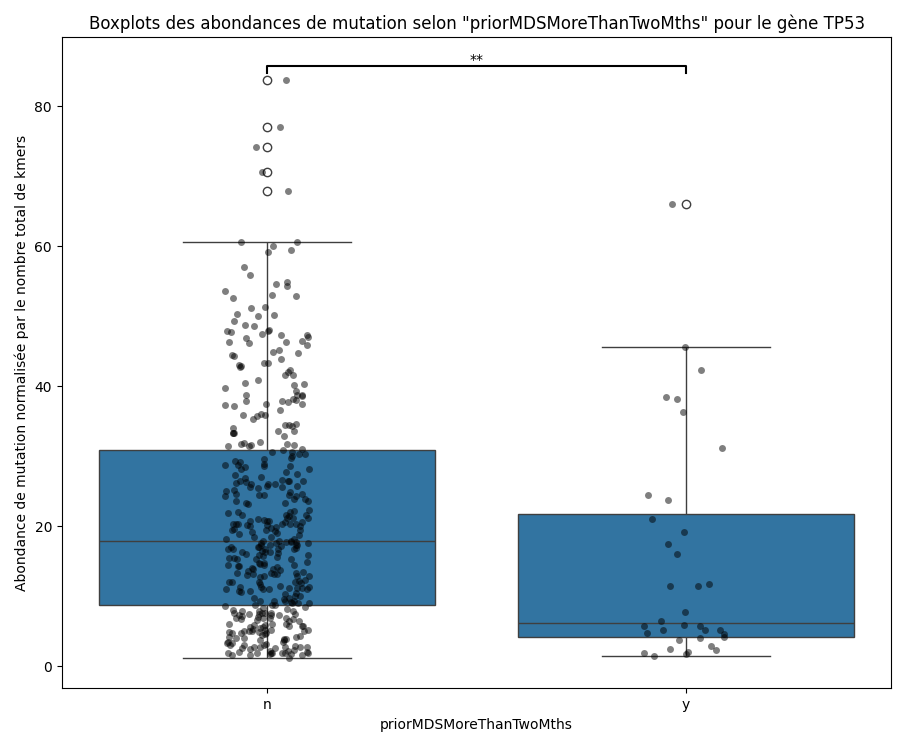 Boxplots des abondances de mutation selon "priorMDSMoreThanTwoMths" pour le gène TP53
**
80
60
40
20
0
Abondance de mutation normalisée par le nombre total de kmers
n
y
priorMDSMoreThanTwoMths